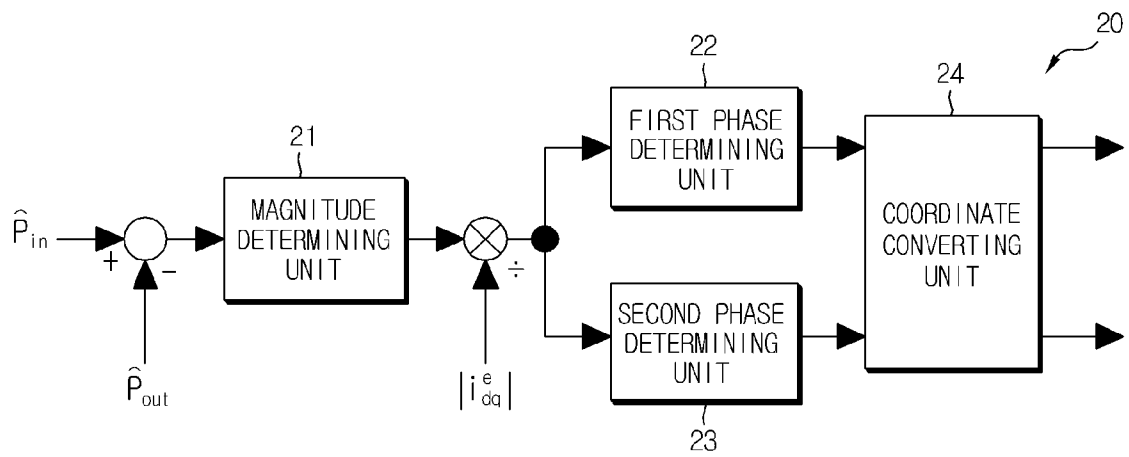 20
22
24
FIRST PHASE
DETERMINING
UNIT
21
MAGNITUDE
DETERMINING
UNIT
P̂in
+
−
÷
COORDINATE
CONVERTING
UNIT
SECOND PHASE
DETERMINING
UNIT
P̂out
|i^e_dq|
23